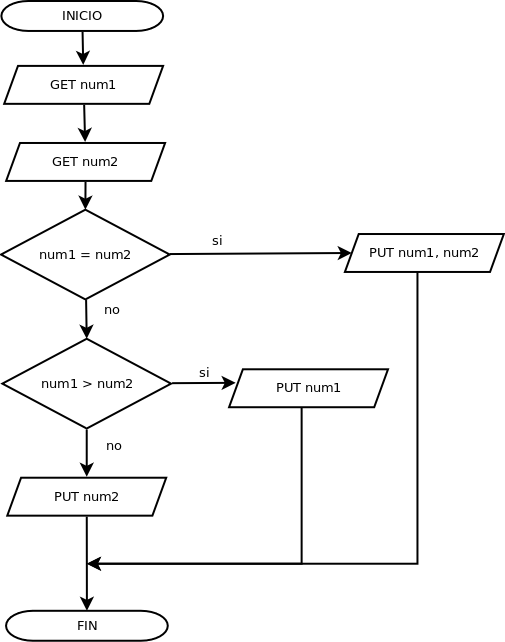 INICIO
GET num1
GET num2
num1 = num2
si
PUT num1, num2
no
num1 > num2
si
PUT num1
no
PUT num2
FIN